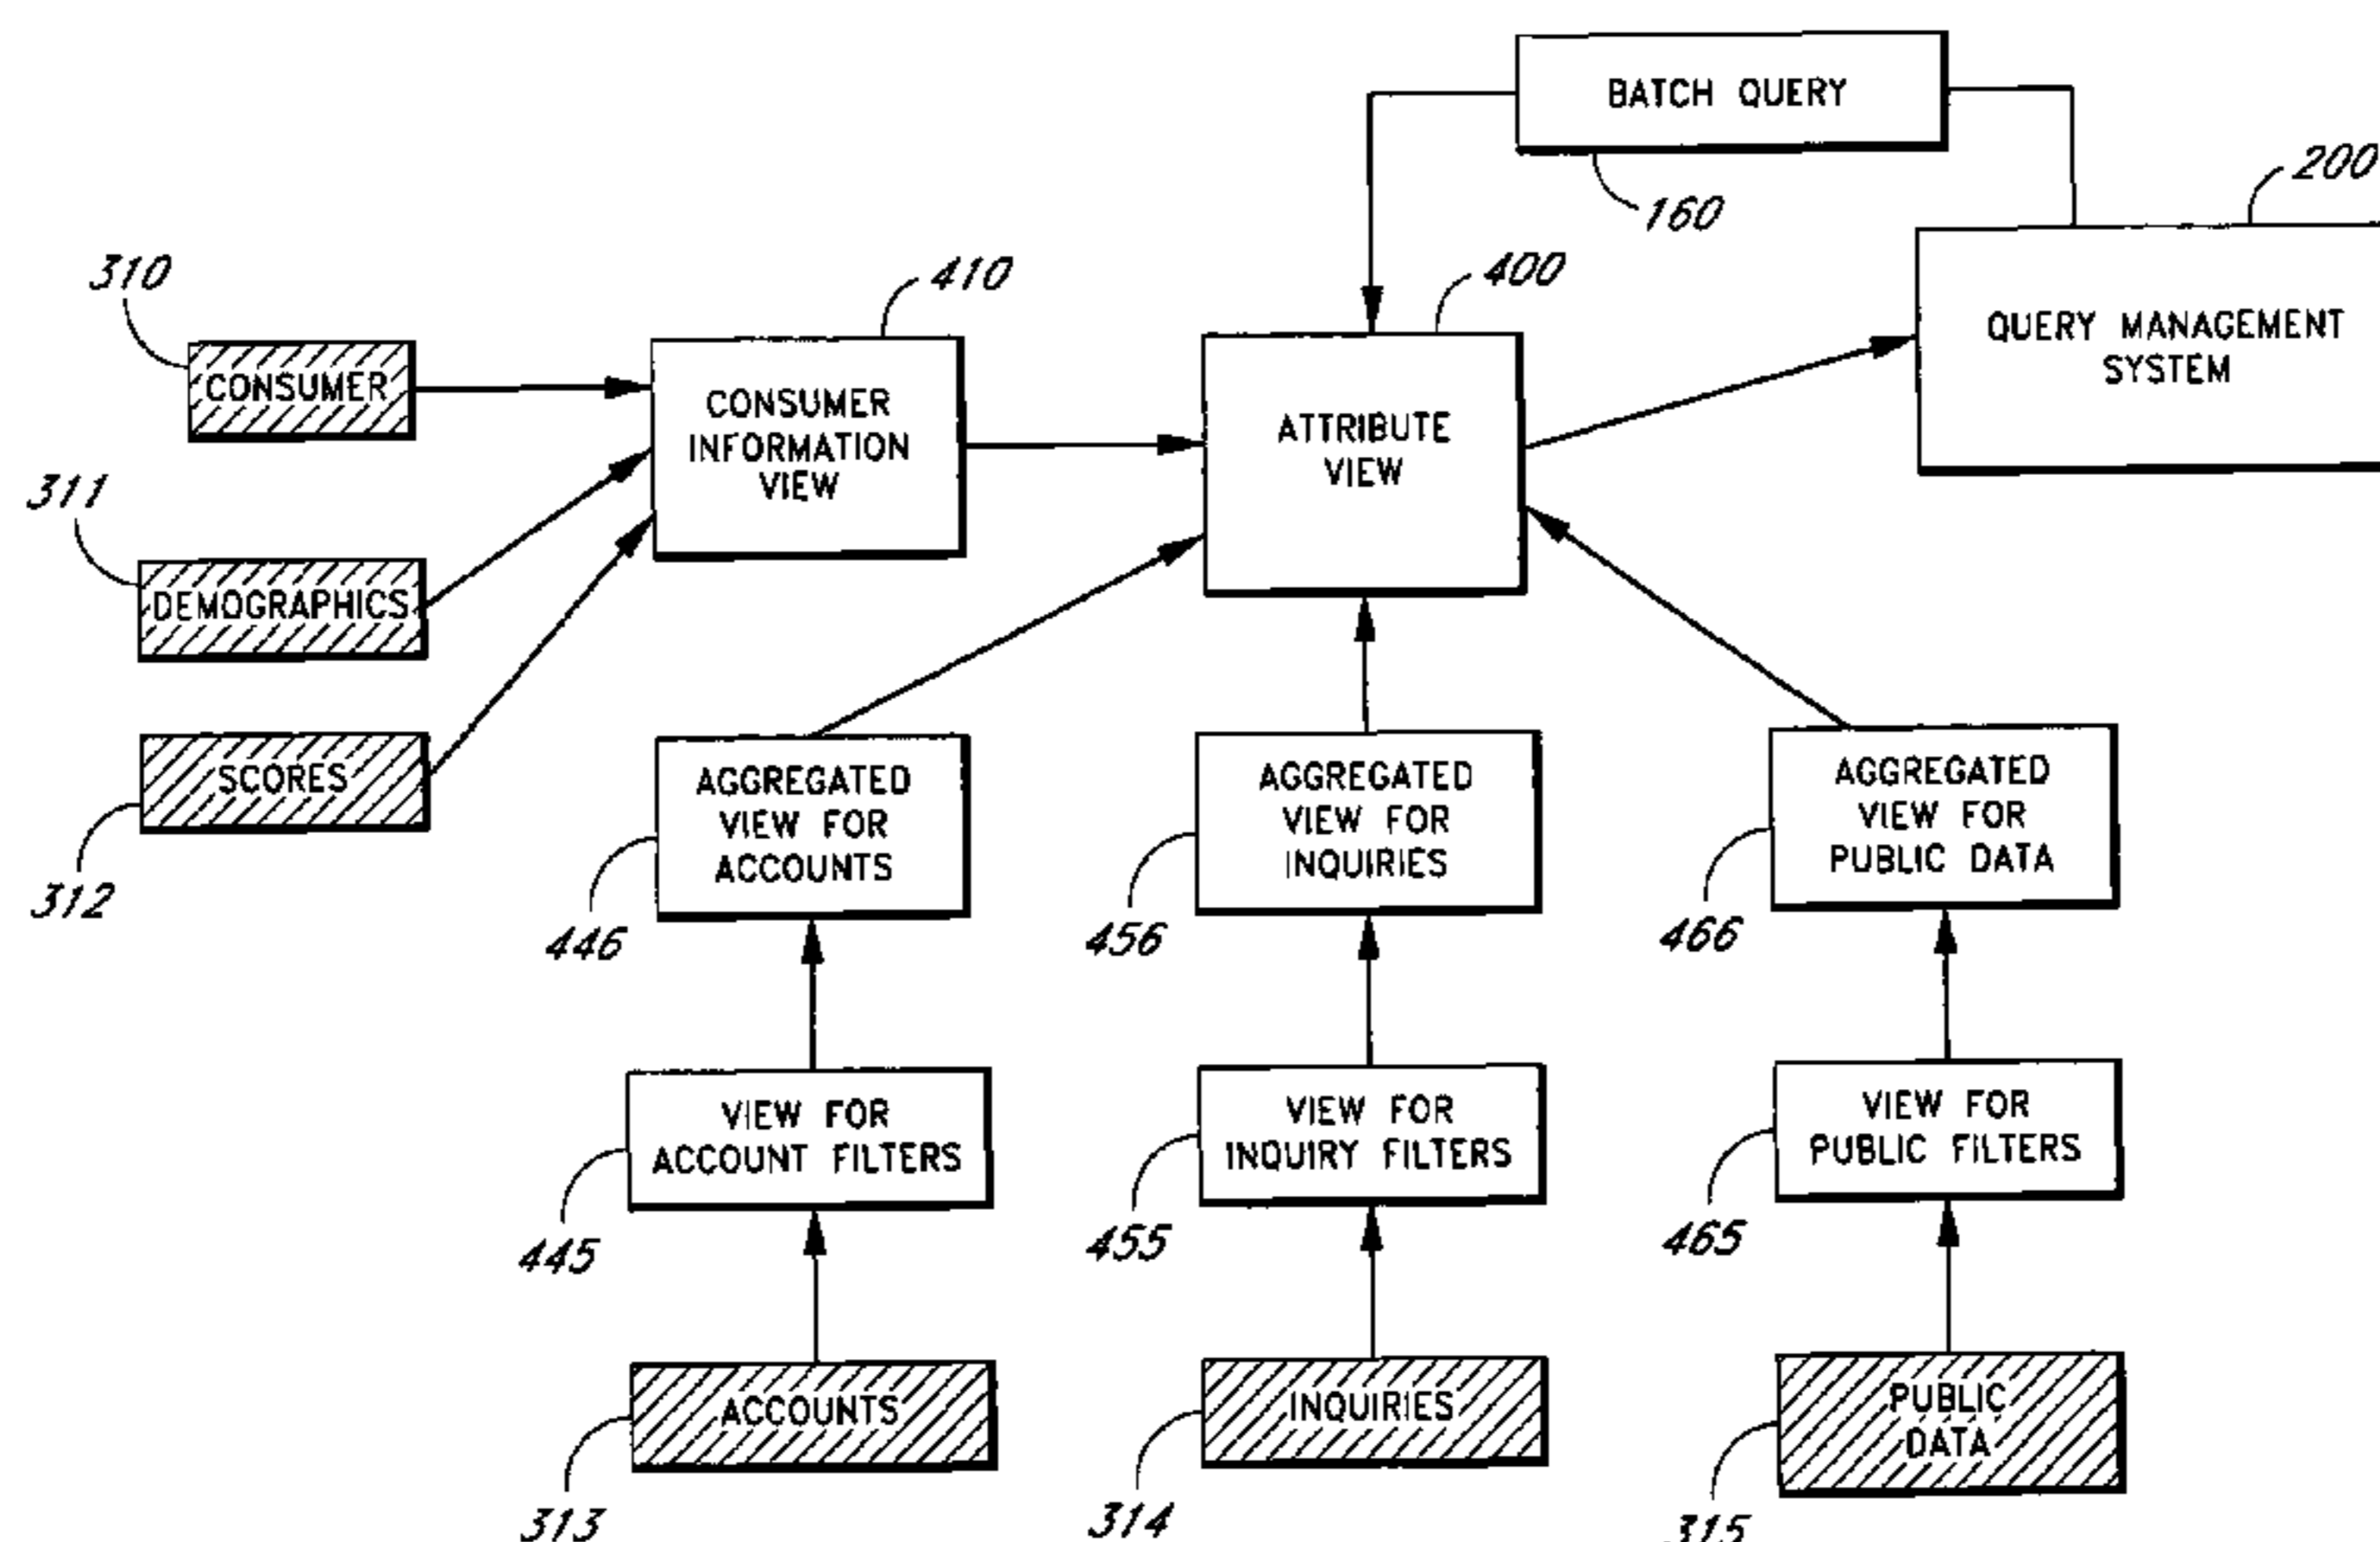 BATCH QUERY
160
200
QUERY MANAGEMENT
SYSTEM
310
CONSUMER
410
CONSUMER
INFORMATION
VIEW
400
ATTRIBUTE
VIEW
311
DEMOGRAPHICS
SCORES
312
AGGREGATED
VIEW FOR
ACCOUNTS
446
AGGREGATED
VIEW FOR
INQUIRIES
456
AGGREGATED
VIEW FOR
PUBLIC DATA
466
VIEW FOR
ACCOUNT FILTERS
445
VIEW FOR
INQUIRY FILTERS
455
VIEW FOR
PUBLIC FILTERS
465
ACCOUNTS
313
INQUIRIES
314
PUBLIC
DATA
315